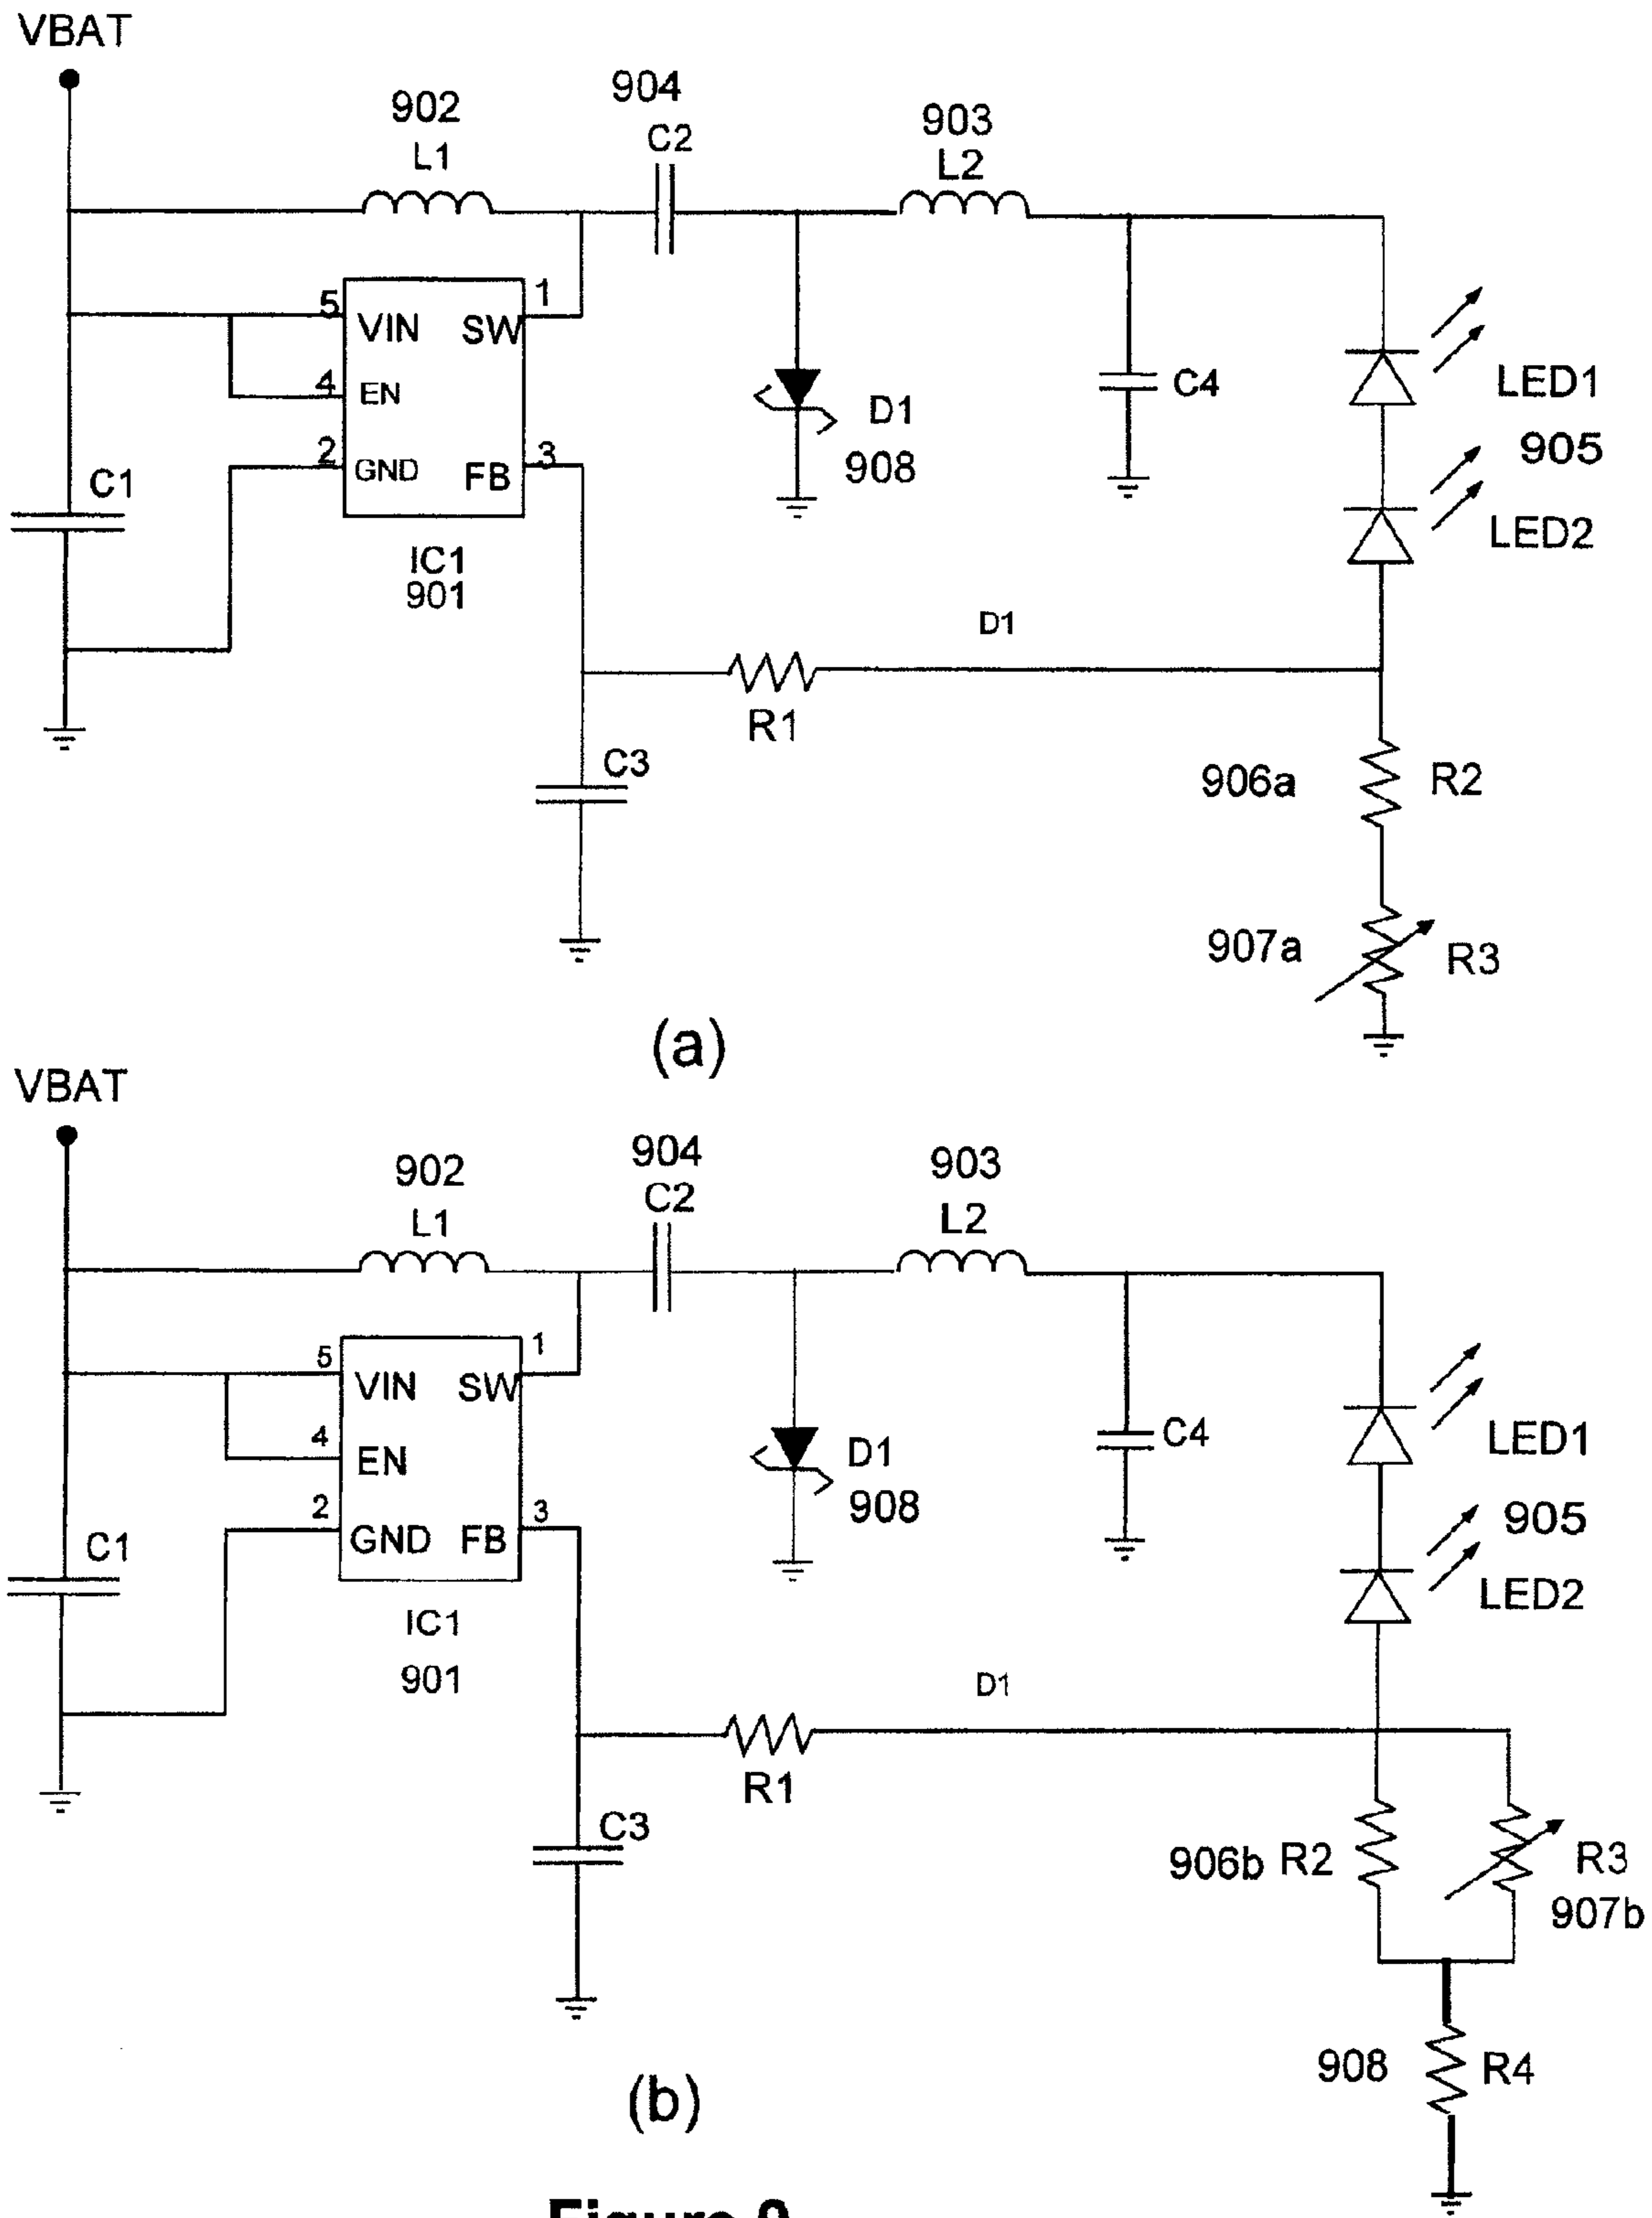 VBAT
902
L1
904
C2
903
L2
5
VIN
SW
1
4
EN
2
GND
FB
3
IC1
901
C1
D1
908
C4
LED1
905
LED2
D1
R1
C3
906a
R2
907a
R3
(a)
VBAT
902
L1
904
C2
903
L2
5
VIN
SW
1
4
EN
2
GND
FB
3
IC1
901
C1
D1
908
C4
LED1
905
LED2
D1
R1
C3
906b R2
R3
907b
908
R4
(b)
Figure 9